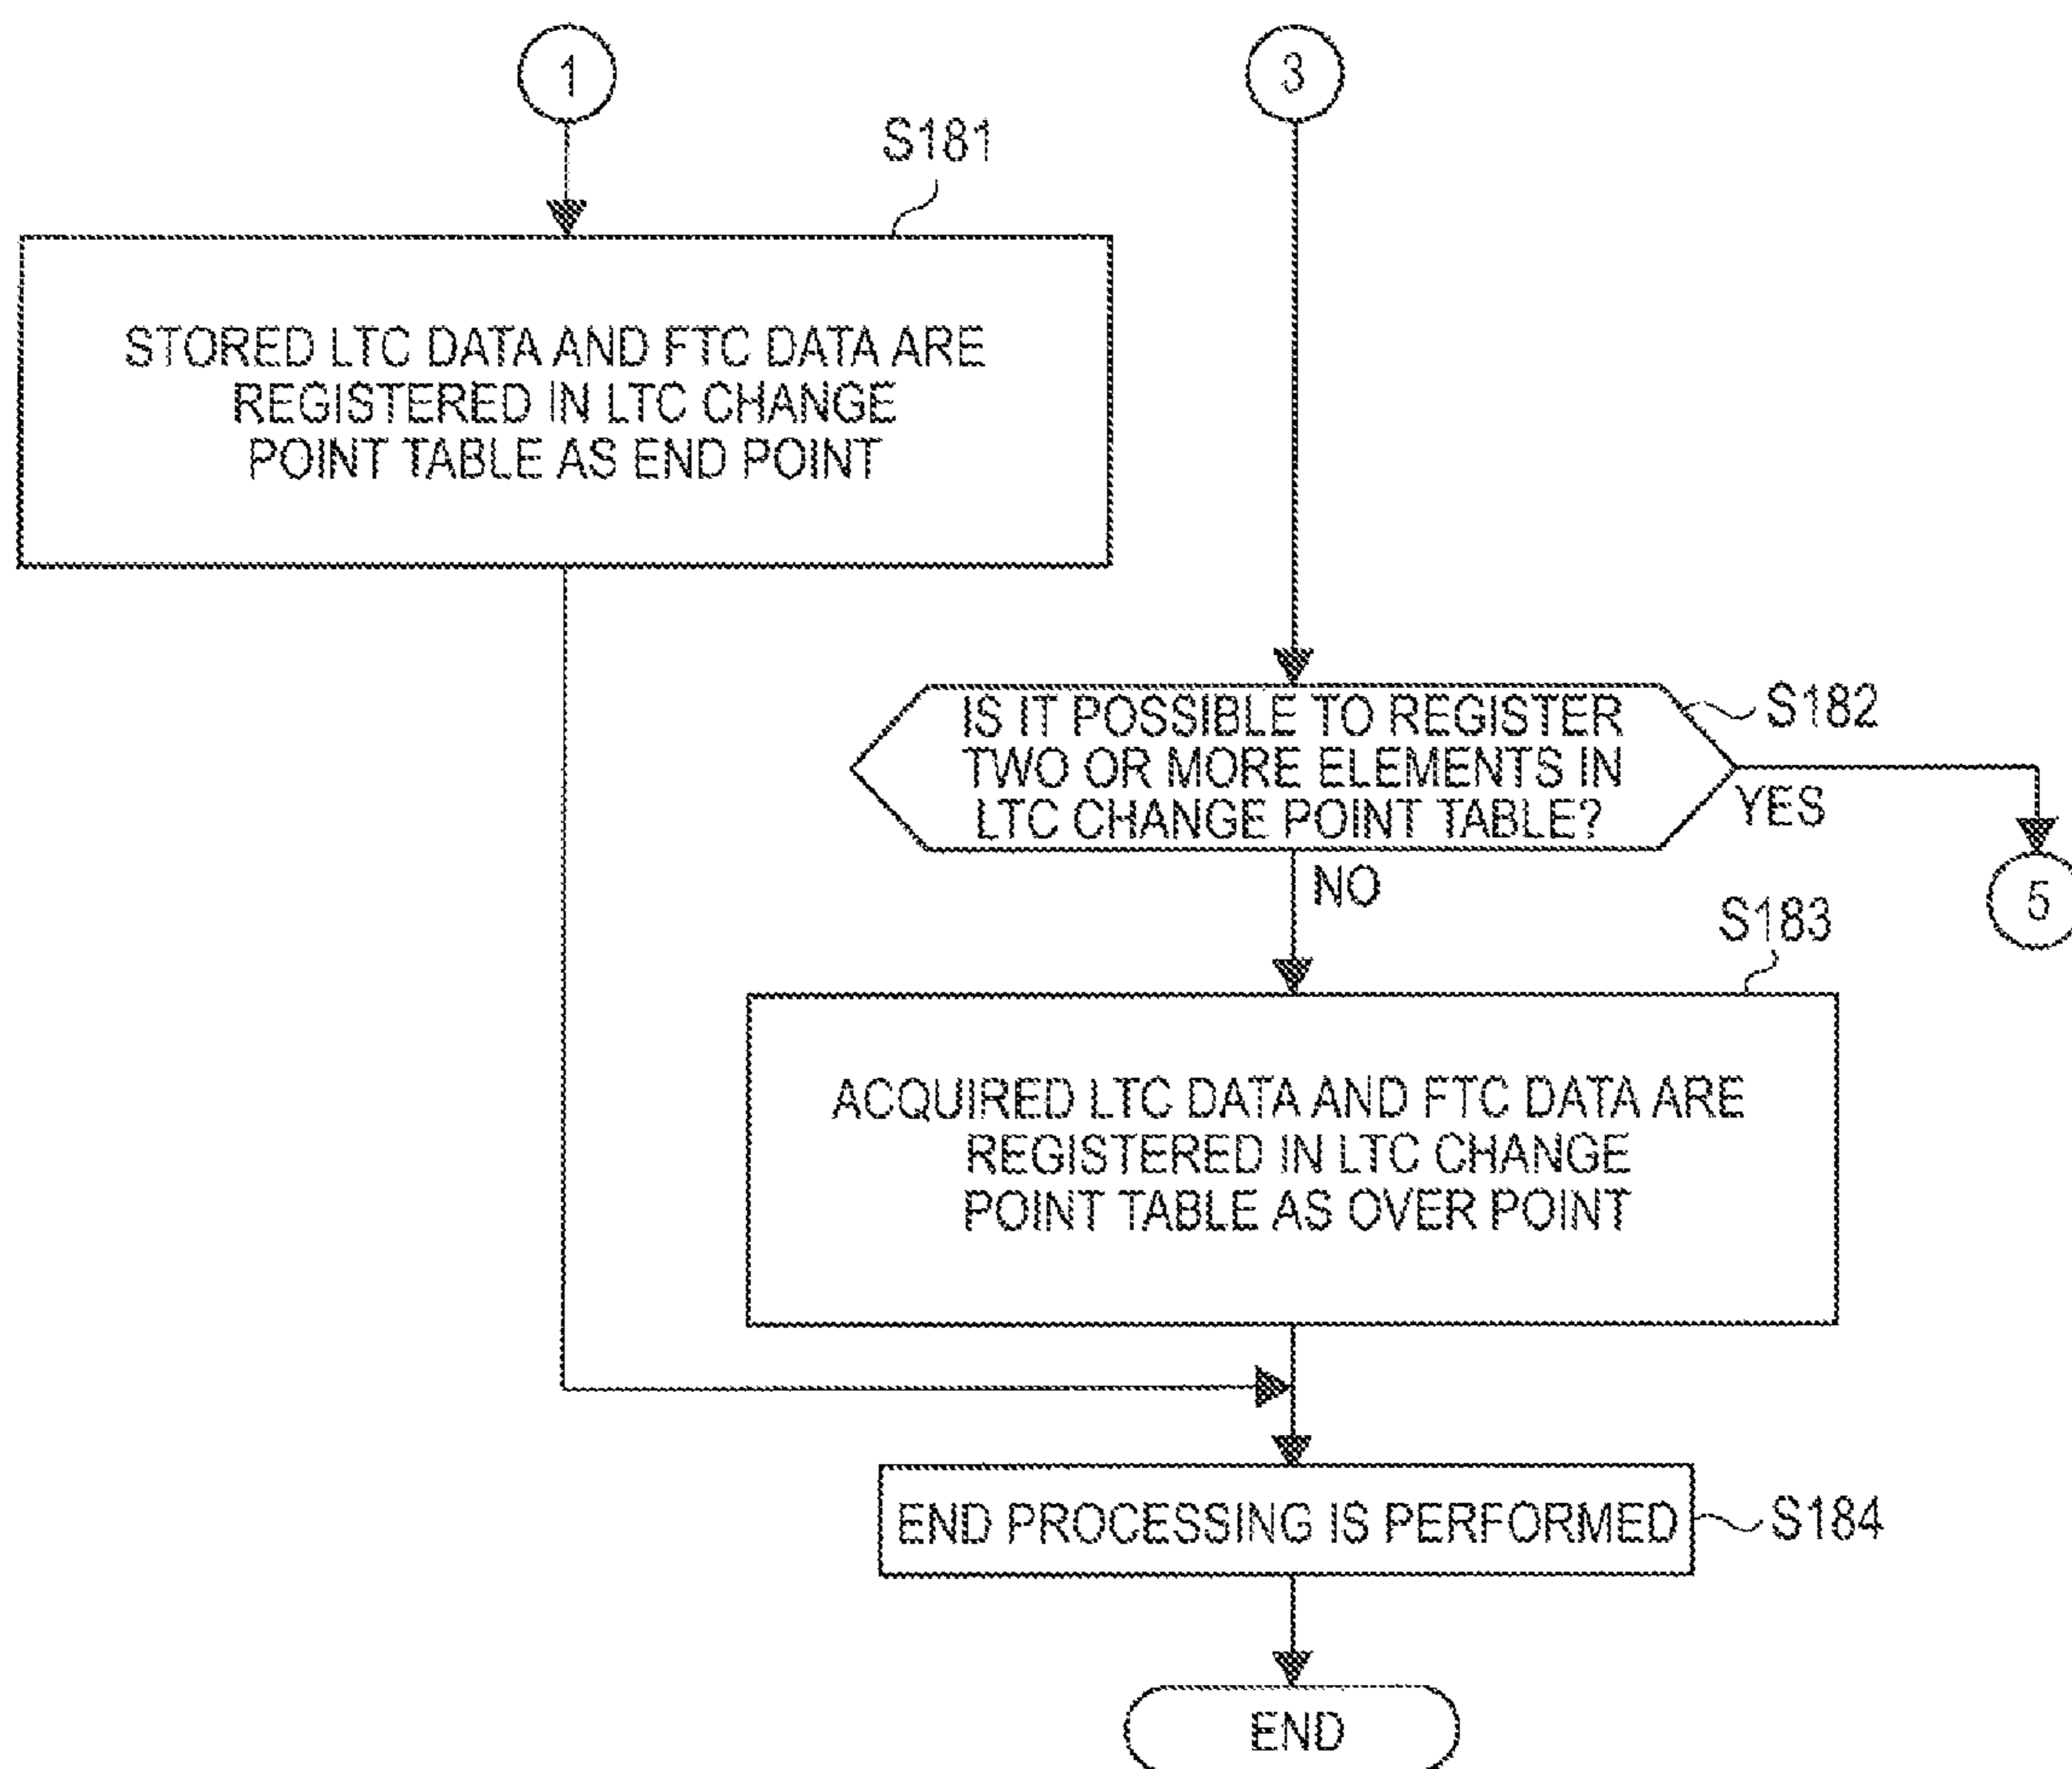 1
3
S181
STORED LTC DATA AND FTC DATA ARE
REGISTERED IN LTC CHANGE
POINT TABLE AS END POINT
IS IT POSSIBLE TO REGISTER
TWO OR MORE ELEMENTS IN
LTC CHANGE POINT TABLE?
S182
YES
NO
5
S183
ACQUIRED LTC DATA AND FTC DATA ARE
REGISTERED IN LTC CHANGE
POINT TABLE AS OVER POINT
END PROCESSING IS PERFORMED
S184
END